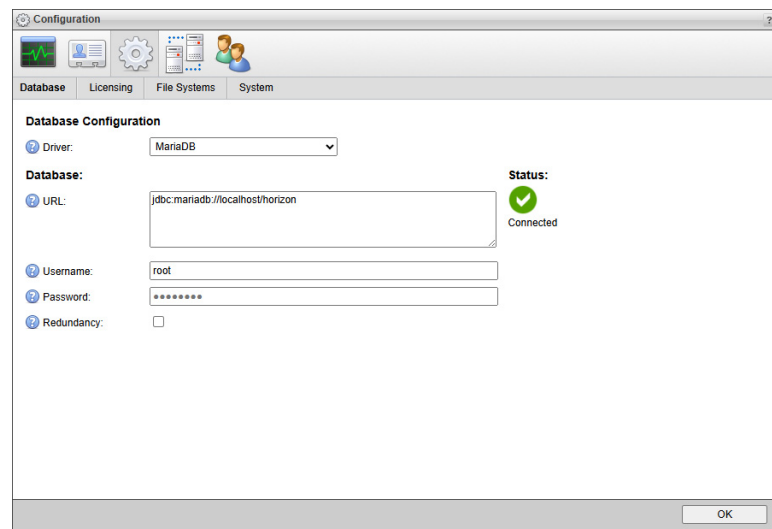 Configuration
?
Database Licensing File Systems System
Database Configuration
? Driver: MariaDB
Database: Status:
? URL: jdbc:mariadb://localhost/horizon
Connected
? Username: root
? Password: ●●●●●●●●
? Redundancy:
OK